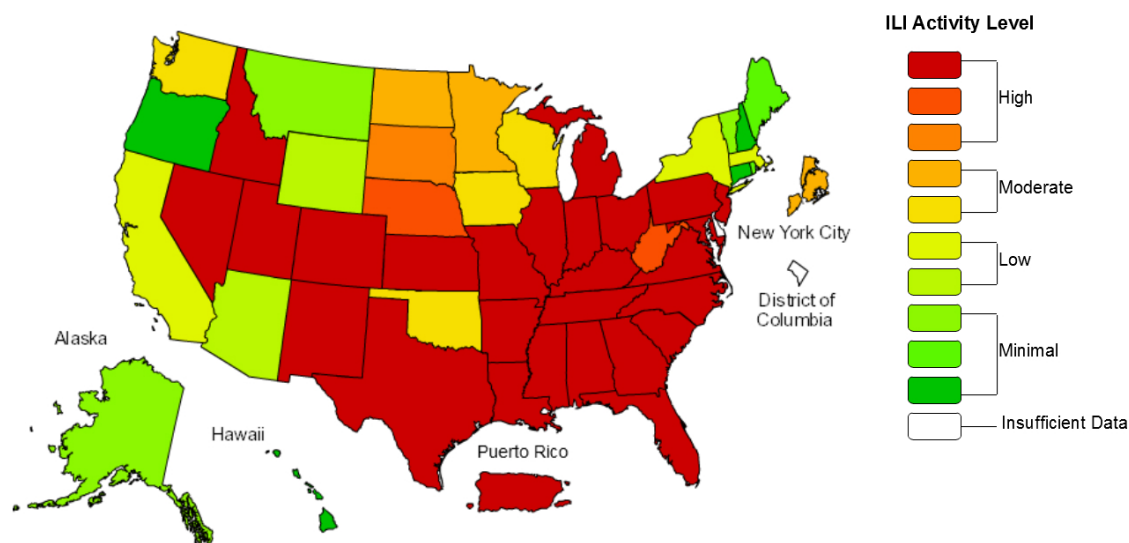 ILI Activity Level
High
Moderate
New York City
Low
District of
Columbia
Alaska
Minimal
Hawaii
Insufficient Data
Puerto Rico